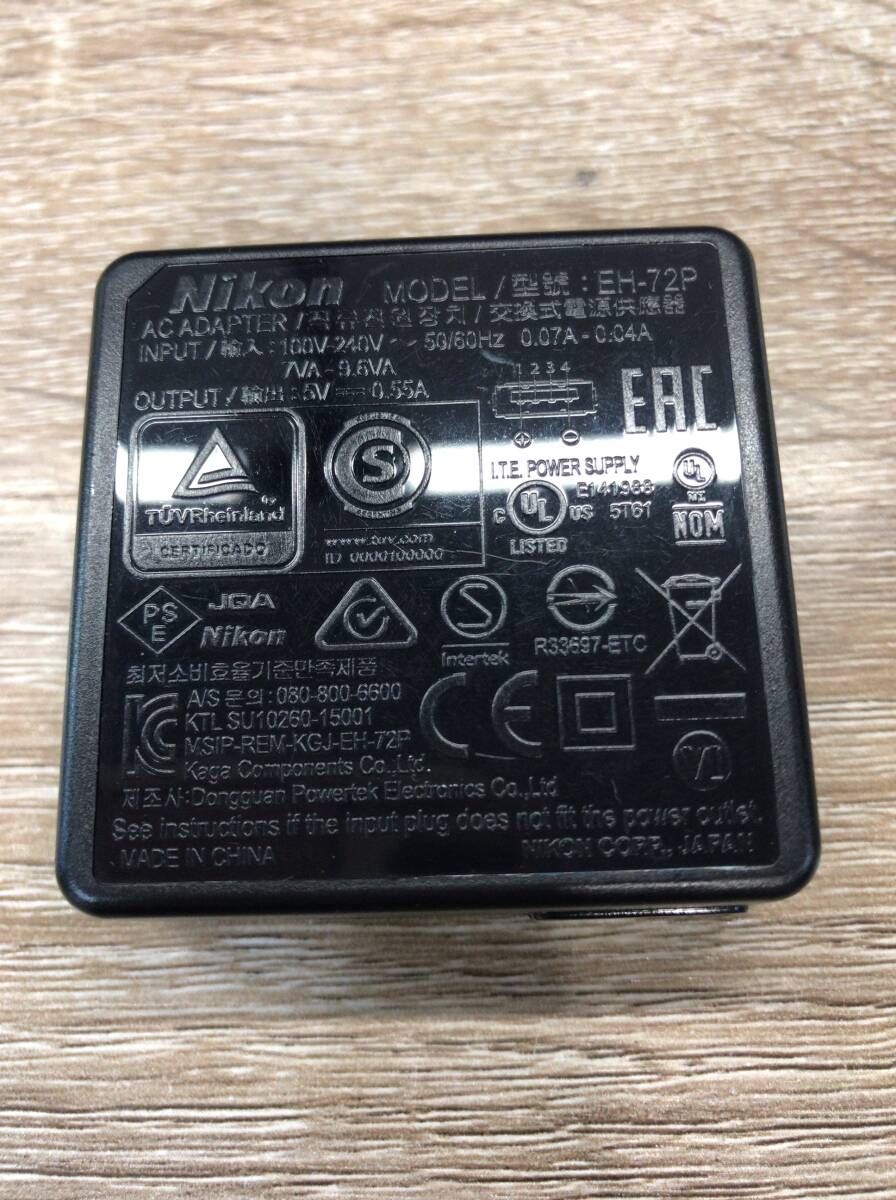 Nikon MODEL / 型號 : EH-72P
AC ADAPTER / 직류전원장치 / 交換式電源供應器
INPUT / 輸入 : 100V-240V ~ 50/60Hz 0.07A - 0.04A
7VA - 9.6VA
OUTPUT / 輸出 : 5V ⎓ 0.55A
1 2 3 4
EAC
TÜVRheinland
CERTIFICADO
S
www.tuv.com
ID 0000100000
I.T.E. POWER SUPPLY
E141988
5T61
C UL US
LISTED
UL
NOM
PS
E
JQA
Nikon
S
Intertek
R33697-ETC
최저소비효율기준만족제품
A/S 문의 : 080-800-6600
KTL SU10260-15001
MSIP-REM-KGJ-EH-72P
Kaga Components Co.,Ltd.
CE
VI
제조사:Dongguan Powertek Electronics Co.,Ltd
See instructions if the input plug does not fit the power outlet.
MADE IN CHINA NIKON CORP., JAPAN